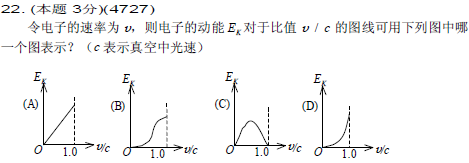 22. (本题 3分)(4727)
令电子的速率为 υ，则电子的动能 E_K 对于比值 υ / c 的图线可用下列图中哪
一个图表示？（c 表示真空中光速）
E_K E_K E_K E_K
(A) (B) (C) (D)
O 1.0 υ/c O 1.0 υ/c O 1.0 υ/c O 1.0 υ/c